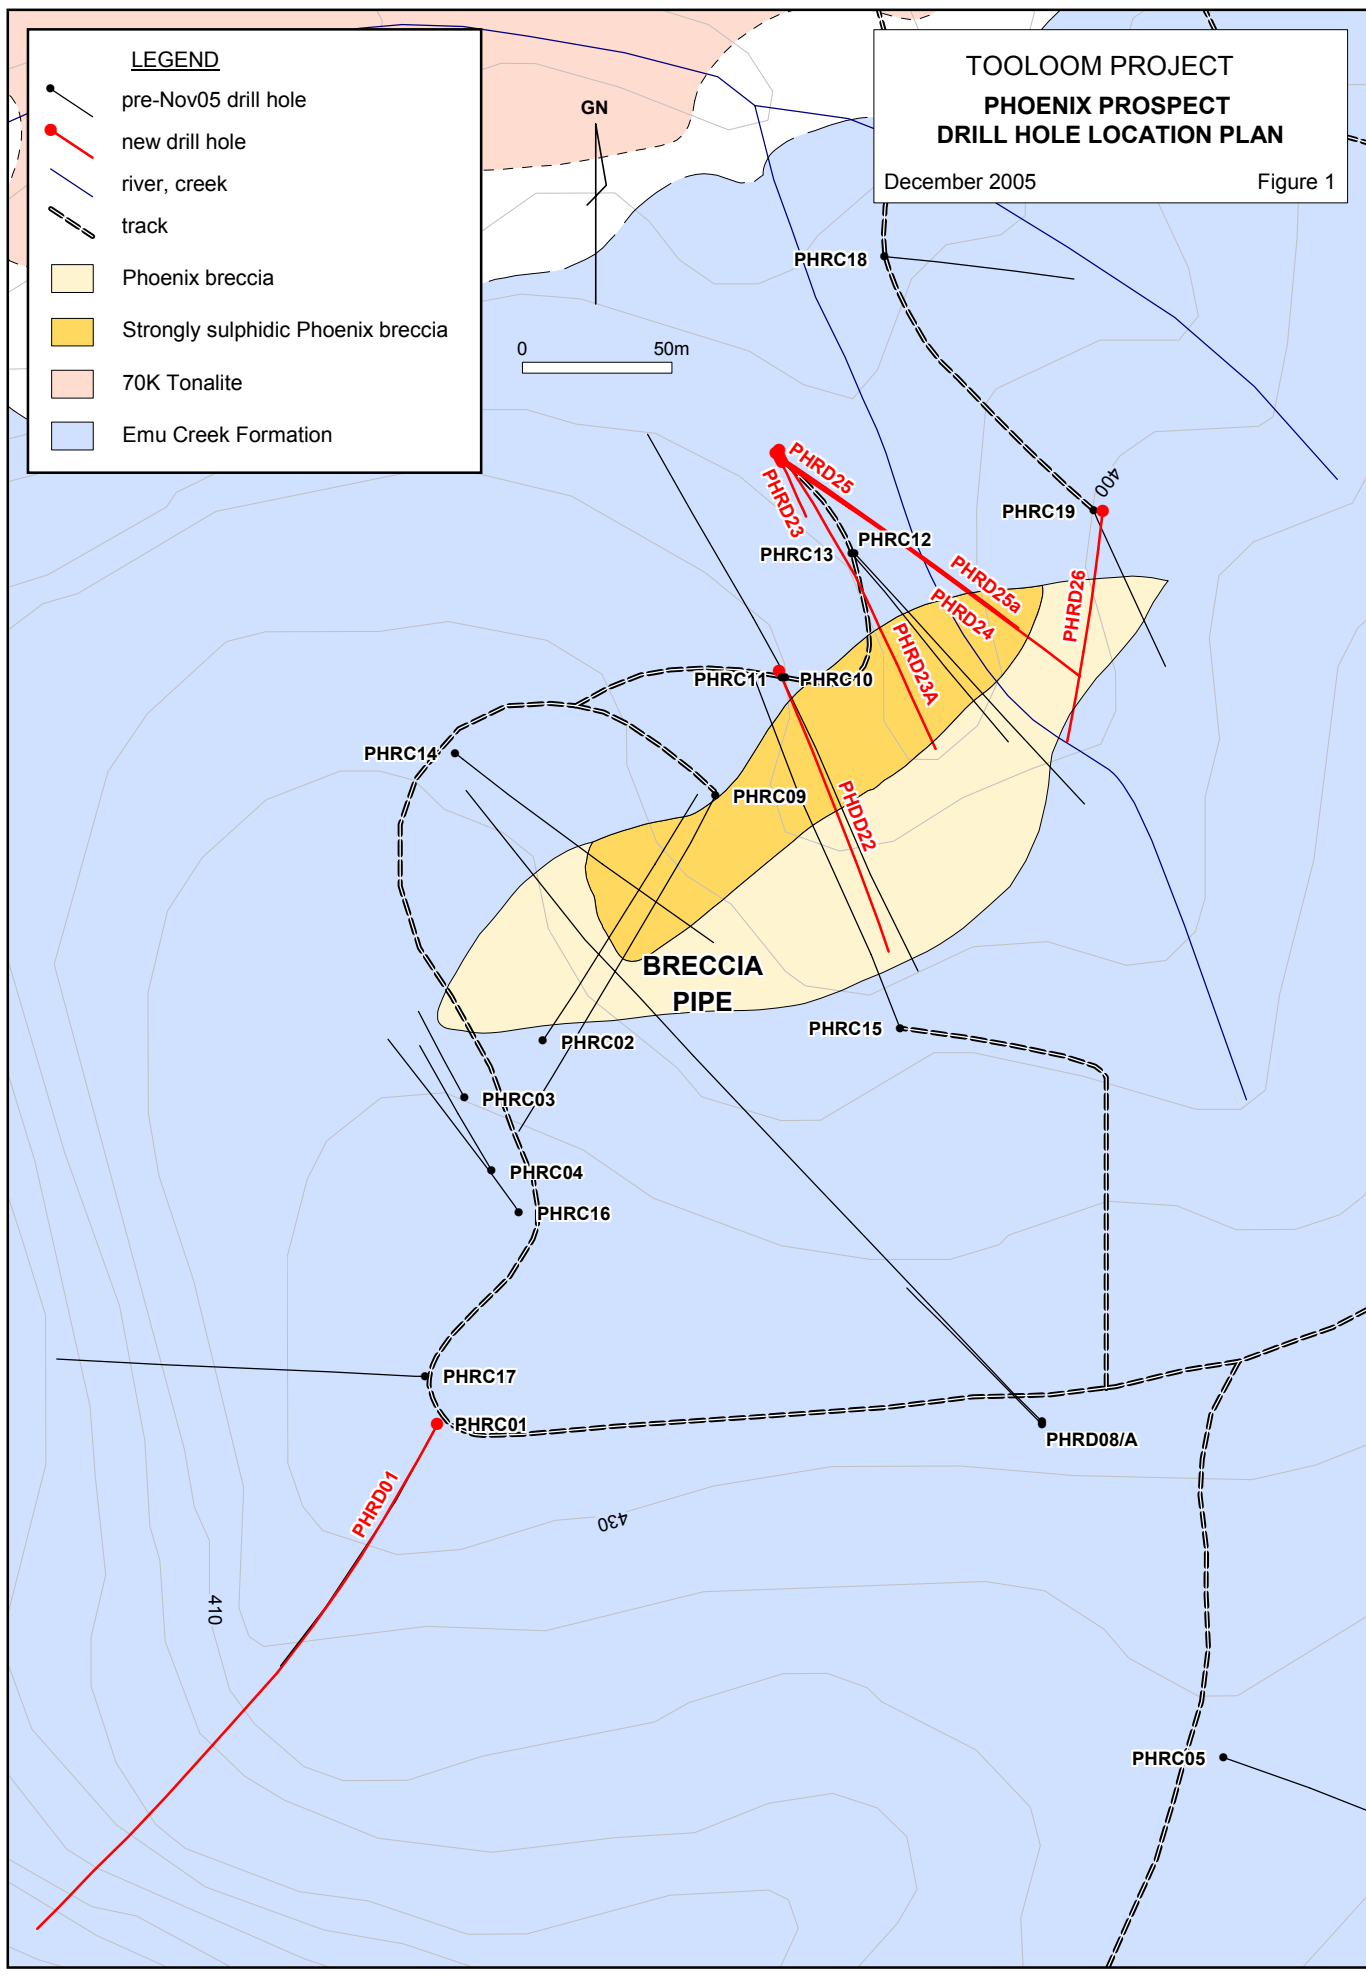 LEGEND
pre-Nov05 drill hole
new drill hole
river, creek
track
Phoenix breccia
Strongly sulphidic Phoenix breccia
70K Tonalite
Emu Creek Formation
GN
TOOLOOM PROJECT
PHOENIX PROSPECT
DRILL HOLE LOCATION PLAN
December 2005 Figure 1
0 50m
PHRC18
PHRD25
PHRD23
400
PHRC19
PHRC12
PHRC13
PHRD25a
PHRD24
PHRD26
PHRD23A
PHRC11
PHRC10
PHRC14
PHRC09
PHDD22
BRECCIA
PIPE
PHRC15
PHRC02
PHRC03
PHRC04
PHRC16
PHRC17
PHRC01
PHRD08/A
PHRD01
430
410
PHRC05